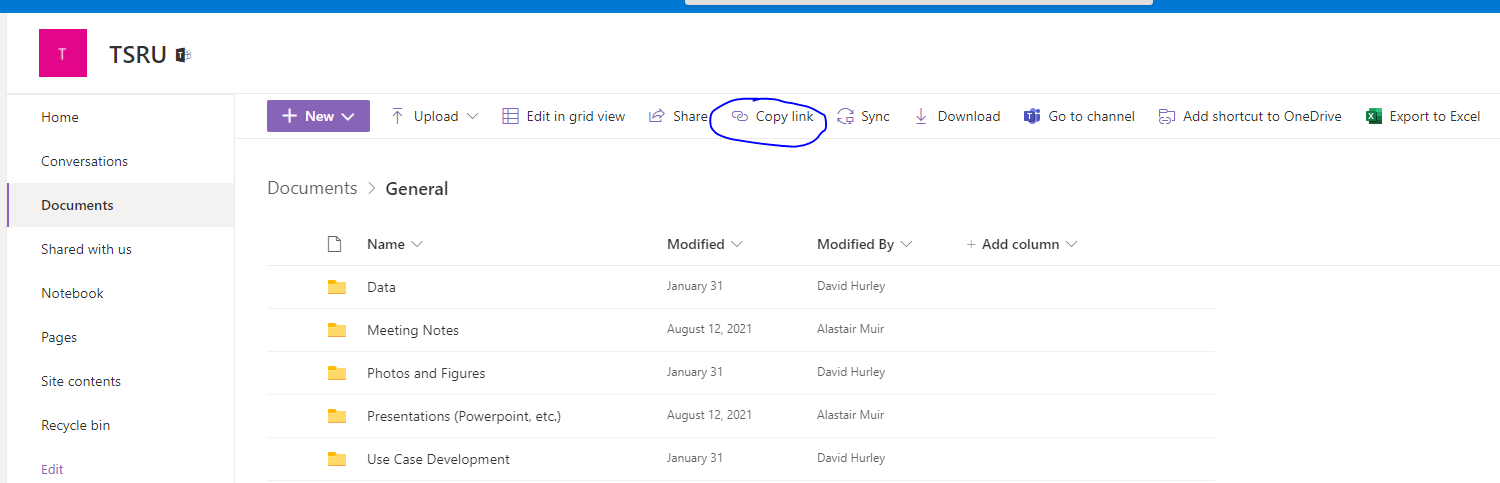 T TSRU
Home
Conversations
Documents
Shared with us
Notebook
Pages
Site contents
Recycle bin
Edit
+ New Upload Edit in grid view Share Copy link Sync Download Go to channel Add shortcut to OneDrive Export to Excel
Documents > General
Name Modified Modified By + Add column
Data January 31 David Hurley
Meeting Notes August 12, 2021 Alastair Muir
Photos and Figures January 31 David Hurley
Presentations (Powerpoint, etc.) August 12, 2021 Alastair Muir
Use Case Development January 31 David Hurley